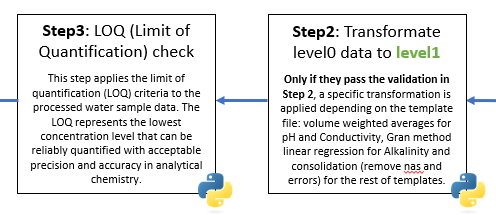 Step3: LOQ (Limit of
Quantification) check
This step applies the limit of
quantification (LOQ) criteria to the
processed water sample data. The
LOQ represents the lowest
concentration level that can be
reliably quantified with acceptable
precision and accuracy in analytical
chemistry.
Step2: Transformate
level0 data to level1
Only if they pass the validation in
Step 2, a specific transformation is
applied depending on the template
file: volume weighted averages for
pH and Conductivity, Gran method
linear regression for Alkalinity and
consolidation (remove nas and
errors) for the rest of templates.